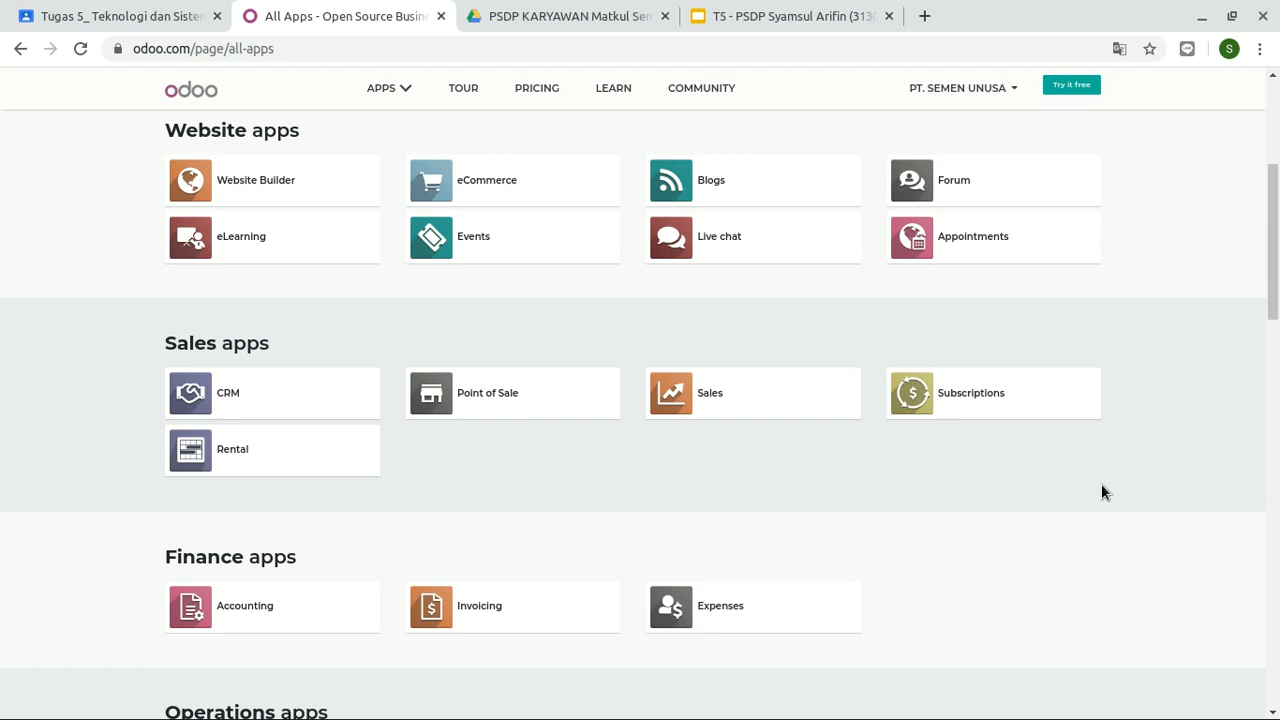 Tugas 5_ Teknologi dan Sister
All Apps - Open Source Busine
PSDP KARYAWAN Matkul Sem
T5 - PSDP Syamsul Arifin (3130
odoo.com/page/all-apps
S
odoo
APPS
TOUR
PRICING
LEARN
COMMUNITY
PT. SEMEN UNUSA
Try it free
Website apps
Website Builder
eCommerce
Blogs
Forum
eLearning
Events
Live chat
Appointments
Sales apps
CRM
Point of Sale
Sales
Subscriptions
Rental
Finance apps
Accounting
Invoicing
Expenses
Operations apps